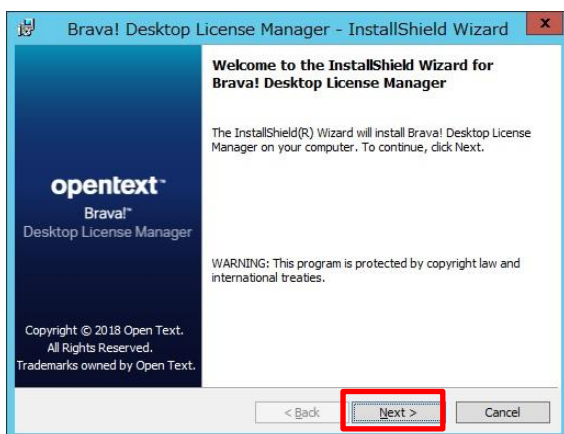 Brava! Desktop License Manager - InstallShield Wizard
x
Welcome to the InstallShield Wizard for
Brava! Desktop License Manager
The InstallShield(R) Wizard will install Brava! Desktop License
Manager on your computer. To continue, click Next.
opentext™
Brava!™
Desktop License Manager
WARNING: This program is protected by copyright law and
international treaties.
Copyright © 2018 Open Text.
All Rights Reserved.
Trademarks owned by Open Text.
< Back
Next >
Cancel